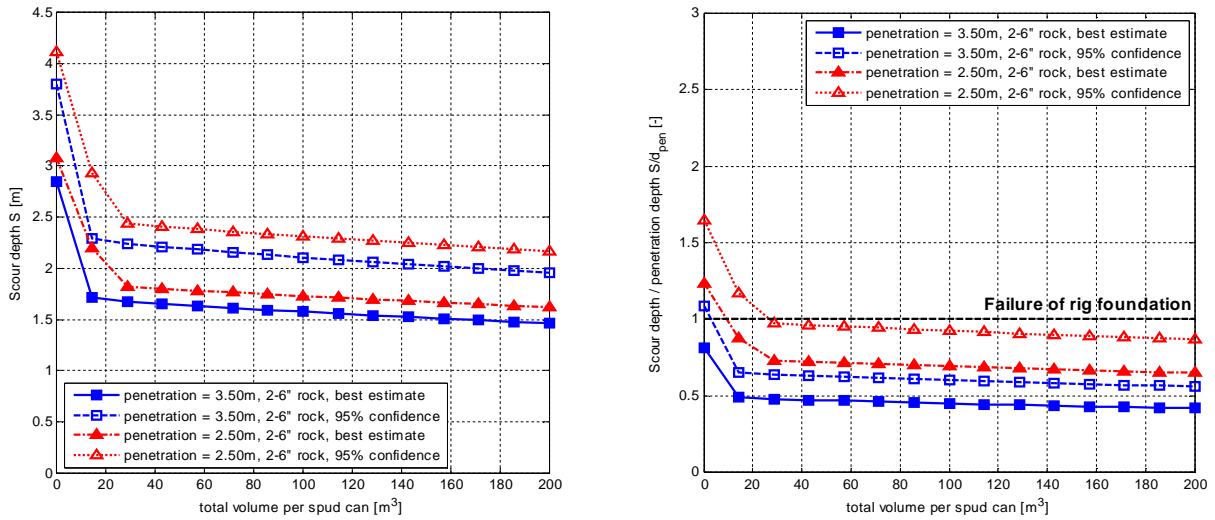 4.5
4
3.5
3
2.5
2
1.5
1
0.5
0
Scour depth S [m]
penetration = 3.50m, 2-6" rock, best estimate
penetration = 3.50m, 2-6" rock, 95% confidence
penetration = 2.50m, 2-6" rock, best estimate
penetration = 2.50m, 2-6" rock, 95% confidence
0 20 40 60 80 100 120 140 160 180 200
total volume per spud can [m³]
3
2.5
2
1.5
1
0.5
0
Scour depth / penetration depth S/d_pen [-]
penetration = 3.50m, 2-6" rock, best estimate
penetration = 3.50m, 2-6" rock, 95% confidence
penetration = 2.50m, 2-6" rock, best estimate
penetration = 2.50m, 2-6" rock, 95% confidence
Failure of rig foundation
0 20 40 60 80 100 120 140 160 180 200
total volume per spud can [m³]